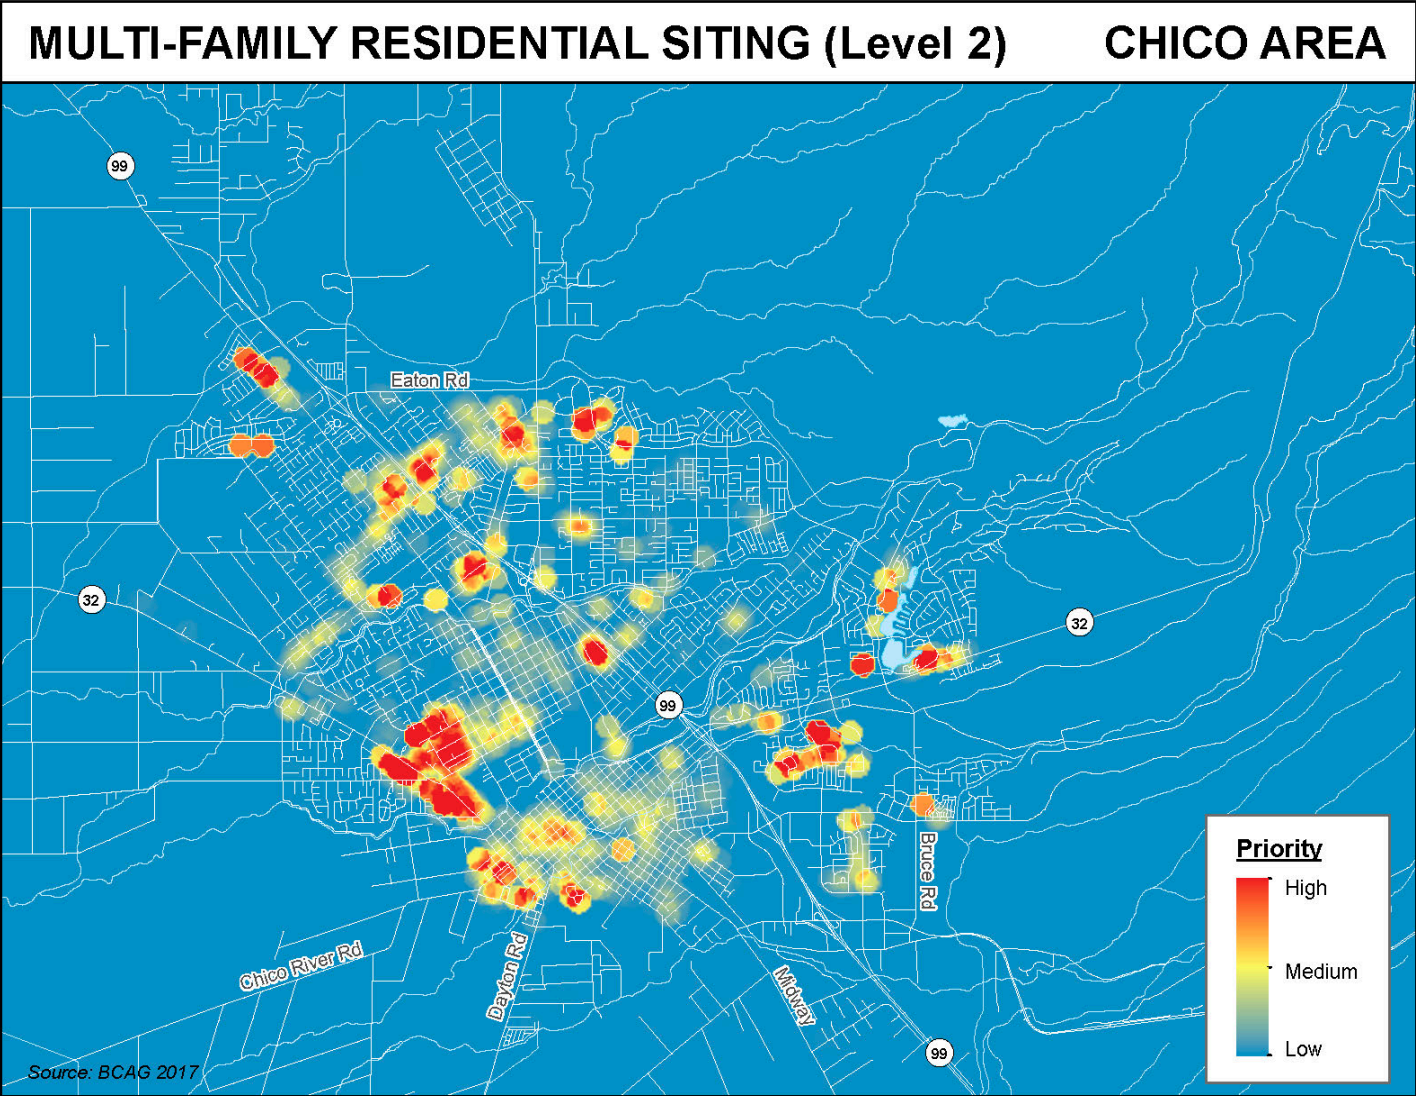 MULTI-FAMILY RESIDENTIAL SITING (Level 2) CHICO AREA
99
Eaton Rd
32
32
99
Bruce Rd
Chico River Rd
Dayton Rd
Midway
99
Priority
High
Medium
Low
Source: BCAG 2017